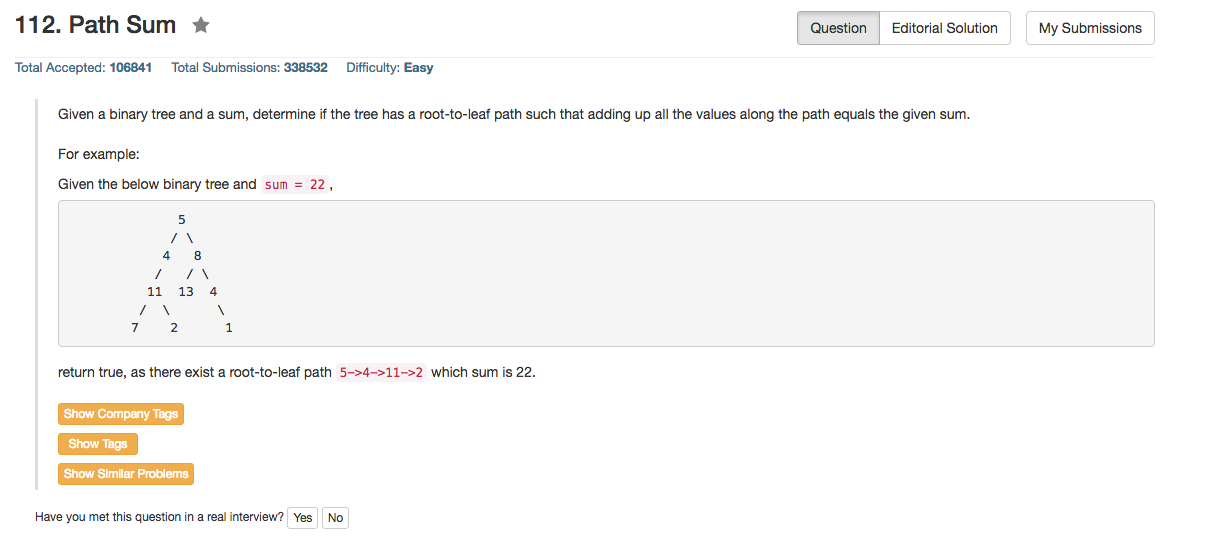 112. Path Sum
Question
Editorial Solution
My Submissions
Total Accepted: 106841 Total Submissions: 338532 Difficulty: Easy
Given a binary tree and a sum, determine if the tree has a root-to-leaf path such that adding up all the values along the path equals the given sum.
For example:
Given the below binary tree and sum = 22,
5
/ \
4 8
/ / \
11 13 4
/ \ \
7 2 1
return true, as there exist a root-to-leaf path 5->4->11->2 which sum is 22.
Show Company Tags
Show Tags
Show Similar Problems
Have you met this question in a real interview? Yes No